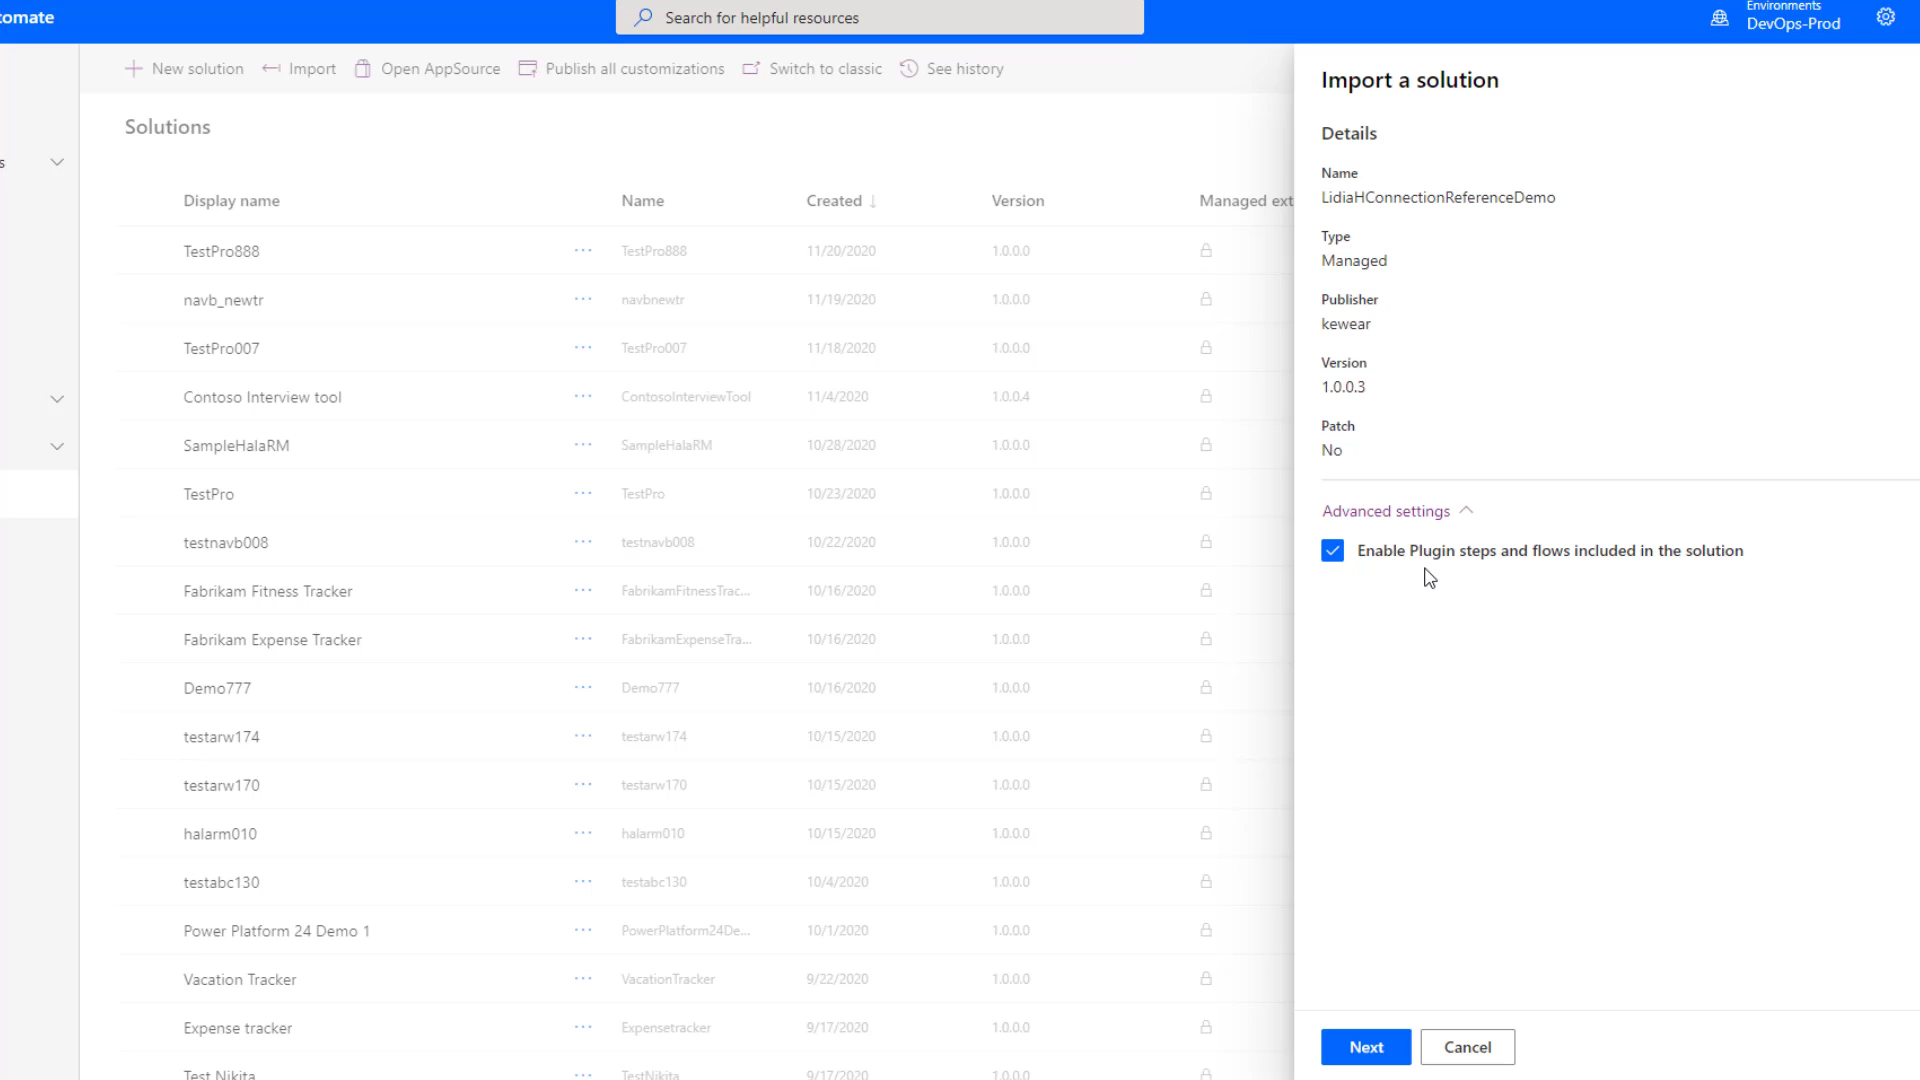 tomate
Search for helpful resources
Environments
DevOps-Prod
New solution Import Open AppSource Publish all customizations Switch to classic See history
Solutions
s
Display name Name Created ↓ Version Managed ext
TestPro888 ··· TestPro888 11/20/2020 1.0.0.0
navb_newtr ··· navbnewtr 11/19/2020 1.0.0.0
TestPro007 ··· TestPro007 11/18/2020 1.0.0.0
Contoso Interview tool ··· ContosoInterviewTool 11/4/2020 1.0.0.4
SampleHalaRM ··· SampleHalaRM 10/28/2020 1.0.0.0
TestPro ··· TestPro 10/23/2020 1.0.0.0
testnavb008 ··· testnavb008 10/22/2020 1.0.0.0
Fabrikam Fitness Tracker ··· FabrikamFitnessTrac... 10/16/2020 1.0.0.0
Fabrikam Expense Tracker ··· FabrikamExpenseTra... 10/16/2020 1.0.0.0
Demo777 ··· Demo777 10/16/2020 1.0.0.0
testarw174 ··· testarw174 10/15/2020 1.0.0.0
testarw170 ··· testarw170 10/15/2020 1.0.0.0
halarm010 ··· halarm010 10/15/2020 1.0.0.0
testabc130 ··· testabc130 10/4/2020 1.0.0.0
Power Platform 24 Demo 1 ··· PowerPlatform24De... 10/1/2020 1.0.0.0
Vacation Tracker ··· VacationTracker 9/22/2020 1.0.0.0
Expense tracker ··· Expensetracker 9/17/2020 1.0.0.0
Test Nikita ··· TestNikita 9/17/2020 1.0.0.0
Import a solution
Details
Name
LidiaHConnectionReferenceDemo
Type
Managed
Publisher
kewear
Version
1.0.0.3
Patch
No
Advanced settings
Enable Plugin steps and flows included in the solution
Next Cancel